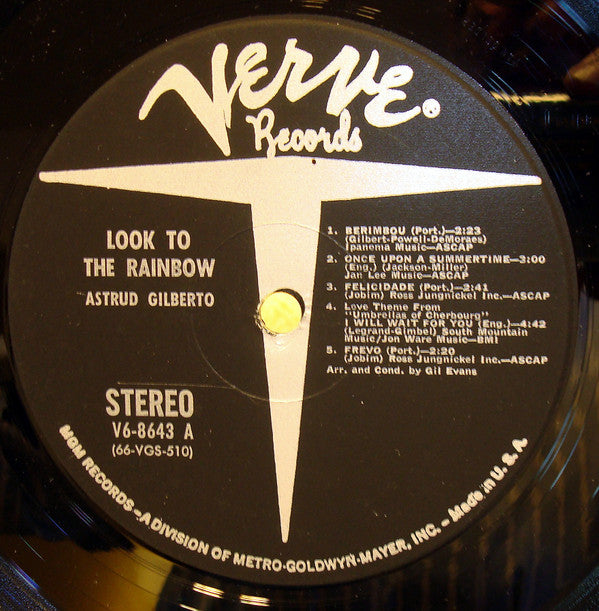 VERVE®
Records
LOOK TO
THE RAINBOW
ASTRUD GILBERTO
STEREO
V6-8643 A
(66-VGS-510)
1. BERIMBOU (Port.)—2:23
(Gilbert-Powell-DeMoraes)
Ipanema Music—ASCAP
2. ONCE UPON A SUMMERTIME—3:00
(Eng.) (Jackson-Miller)
Jan Lee Music—ASCAP
3. FELICIDADE (Port.)—2:41
(Jobim) Ross Jungnickel Inc.—ASCAP
4. Love Theme From
"Umbrellas of Cherbourg"
I WILL WAIT FOR YOU (Eng.)—4:42
(Legrand-Gimbel) South Mountain
Music/Jon Ware Music—BMI
5. FREVO (Port.)—2:20
(Jobim) Ross Jungnickel Inc.—ASCAP
Arr. and Cond. by Gil Evans
MGM RECORDS – A DIVISION OF METRO-GOLDWYN-MAYER, INC. – Made in U. S. A.